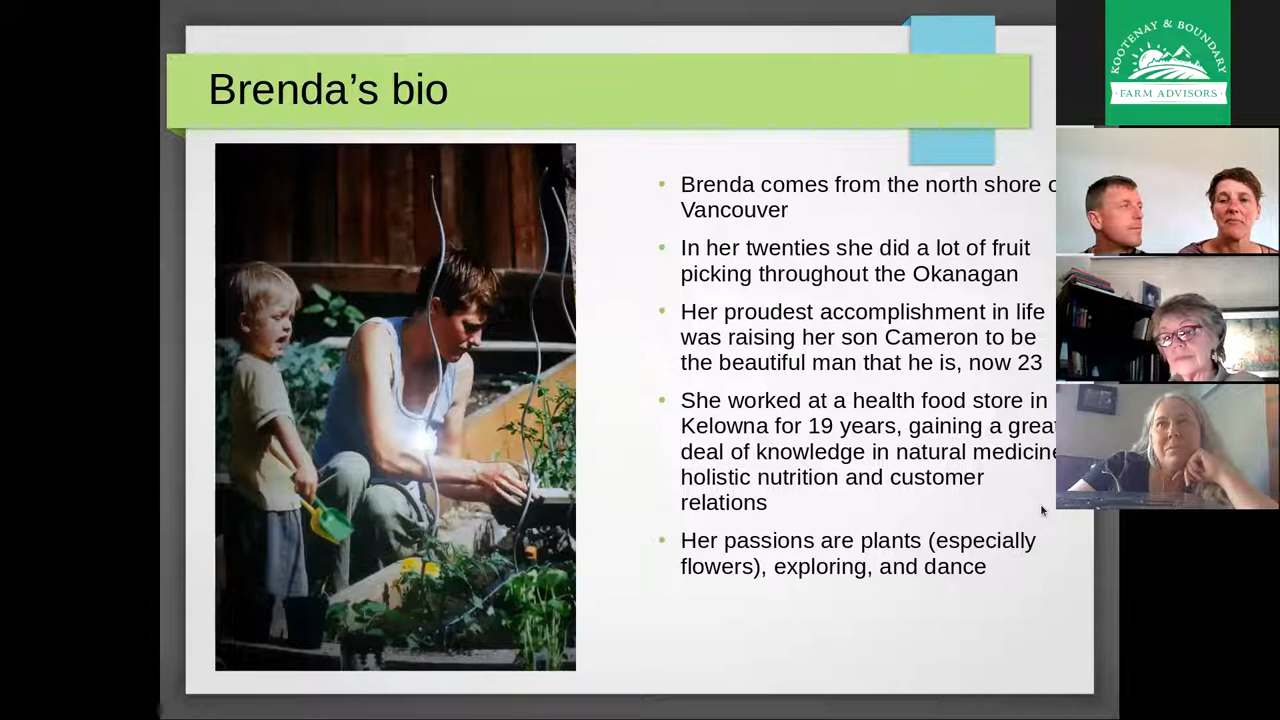 Brenda’s bio
• Brenda comes from the north shore
Vancouver
• In her twenties she did a lot of fruit
picking throughout the Okanagan
• Her proudest accomplishment in life
was raising her son Cameron to be
the beautiful man that he is, now 23
• She worked at a health food store in
Kelowna for 19 years, gaining a great
deal of knowledge in natural medicine
holistic nutrition and customer
relations
• Her passions are plants (especially
flowers), exploring, and dance
KOOTENAY & BOUNDARY
FARM ADVISORS